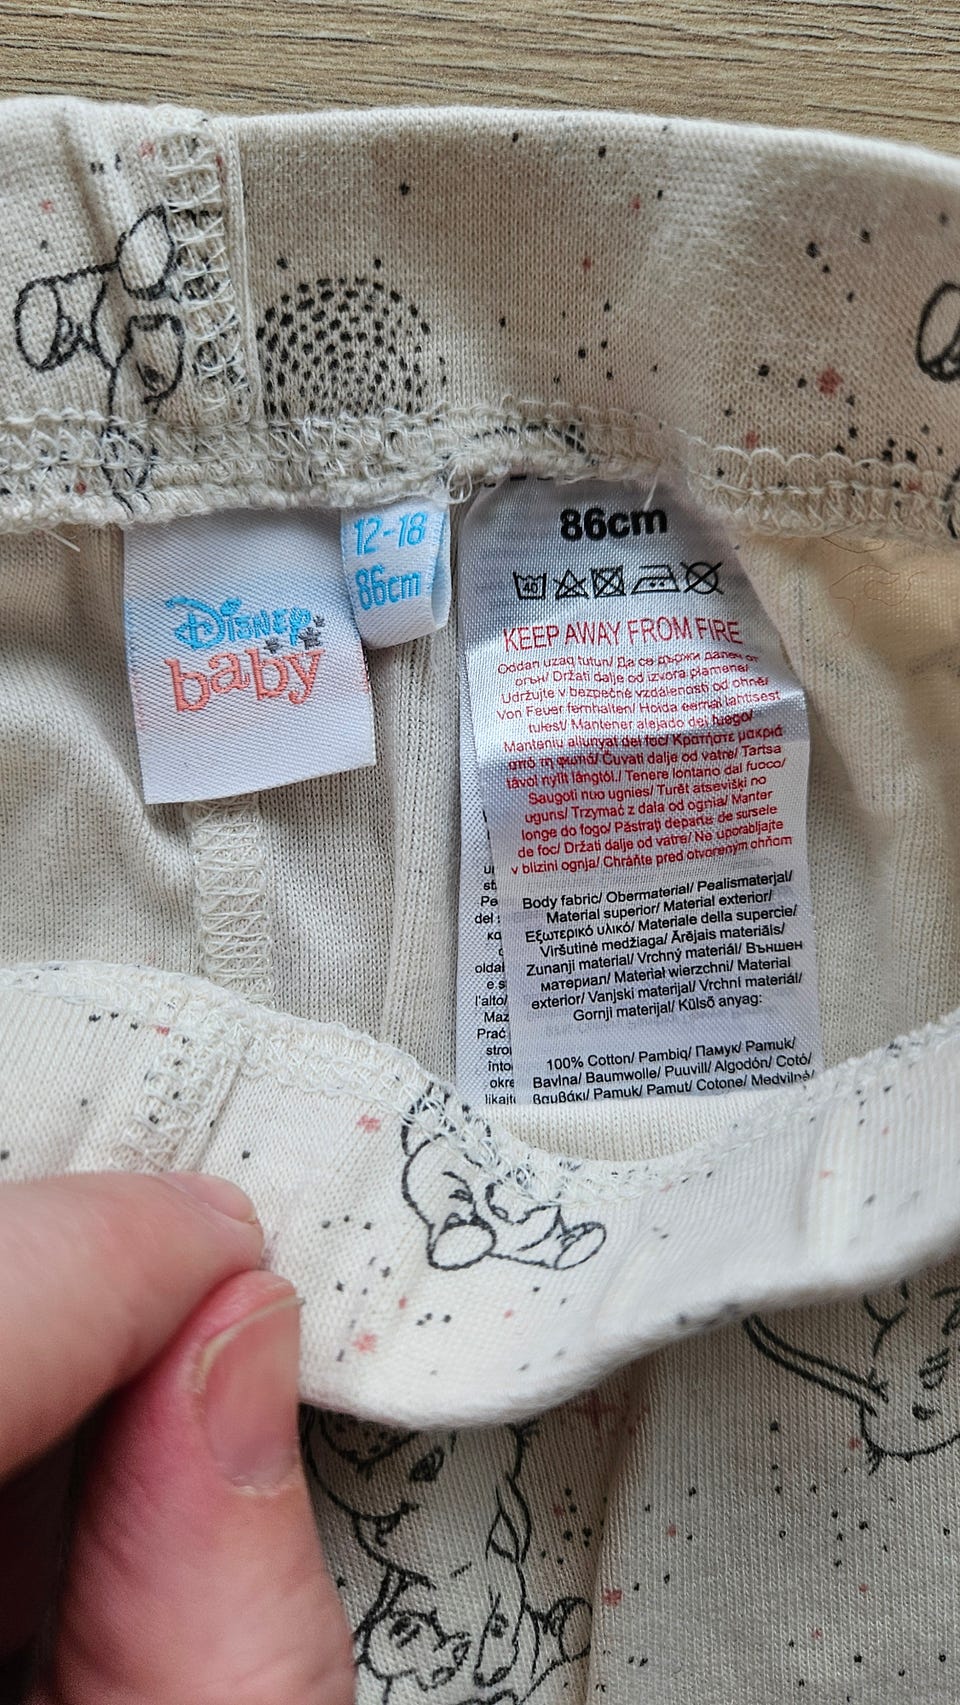 Disney
baby
12-18
86cm
86cm
40
KEEP AWAY FROM FIRE
Oddan uzaq tutun/ Да се държи далеч от
огън/ Držati dalje od izvora plamena/
Udržujte v bezpečné vzdálenosti od ohně/
Von Feuer fernhalten/ Hoida eemal lahtisest
tulest/ Mantener alejado del fuego/
Manteniu allunyat del foc/ Κρατήστε μακριά
από τη φωτιά/ Čuvati dalje od vatre/ Tartsa
távol nyílt lángtól./ Tenere lontano dal fuoco/
Saugoti nuo ugnies/ Turēt atsevišķi no
uguns/ Trzymać z dala od ognia/ Manter
longe do fogo/ Păstrați departe de sursele
de foc/ Držati dalje od vatre/ Ne uporabljajte
v bližini ognja/ Chráňte pred otvoreným ohňom
Body fabric/ Obermaterial/ Pealismaterjal/
Material superior/ Material exterior/
Εξωτερικό υλικό/ Materiale della supercie/
Viršutinė medžiaga/ Ārējais materiāls/
Zunanji material/ Vrchný materiál/ Външен
материал/ Materiał wierzchni/ Material
exterior/ Vanjski materijal/ Vrchní materiál/
Gornji materijal/ Külső anyag:
100% Cotton/ Pambıq/ Памук/ Pamuk/
Bavlna/ Baumwolle/ Puuvill/ Algodón/ Cotó/
βαμβάκι/ Pamuk/ Pamut/ Cotone/ Medvilnė/